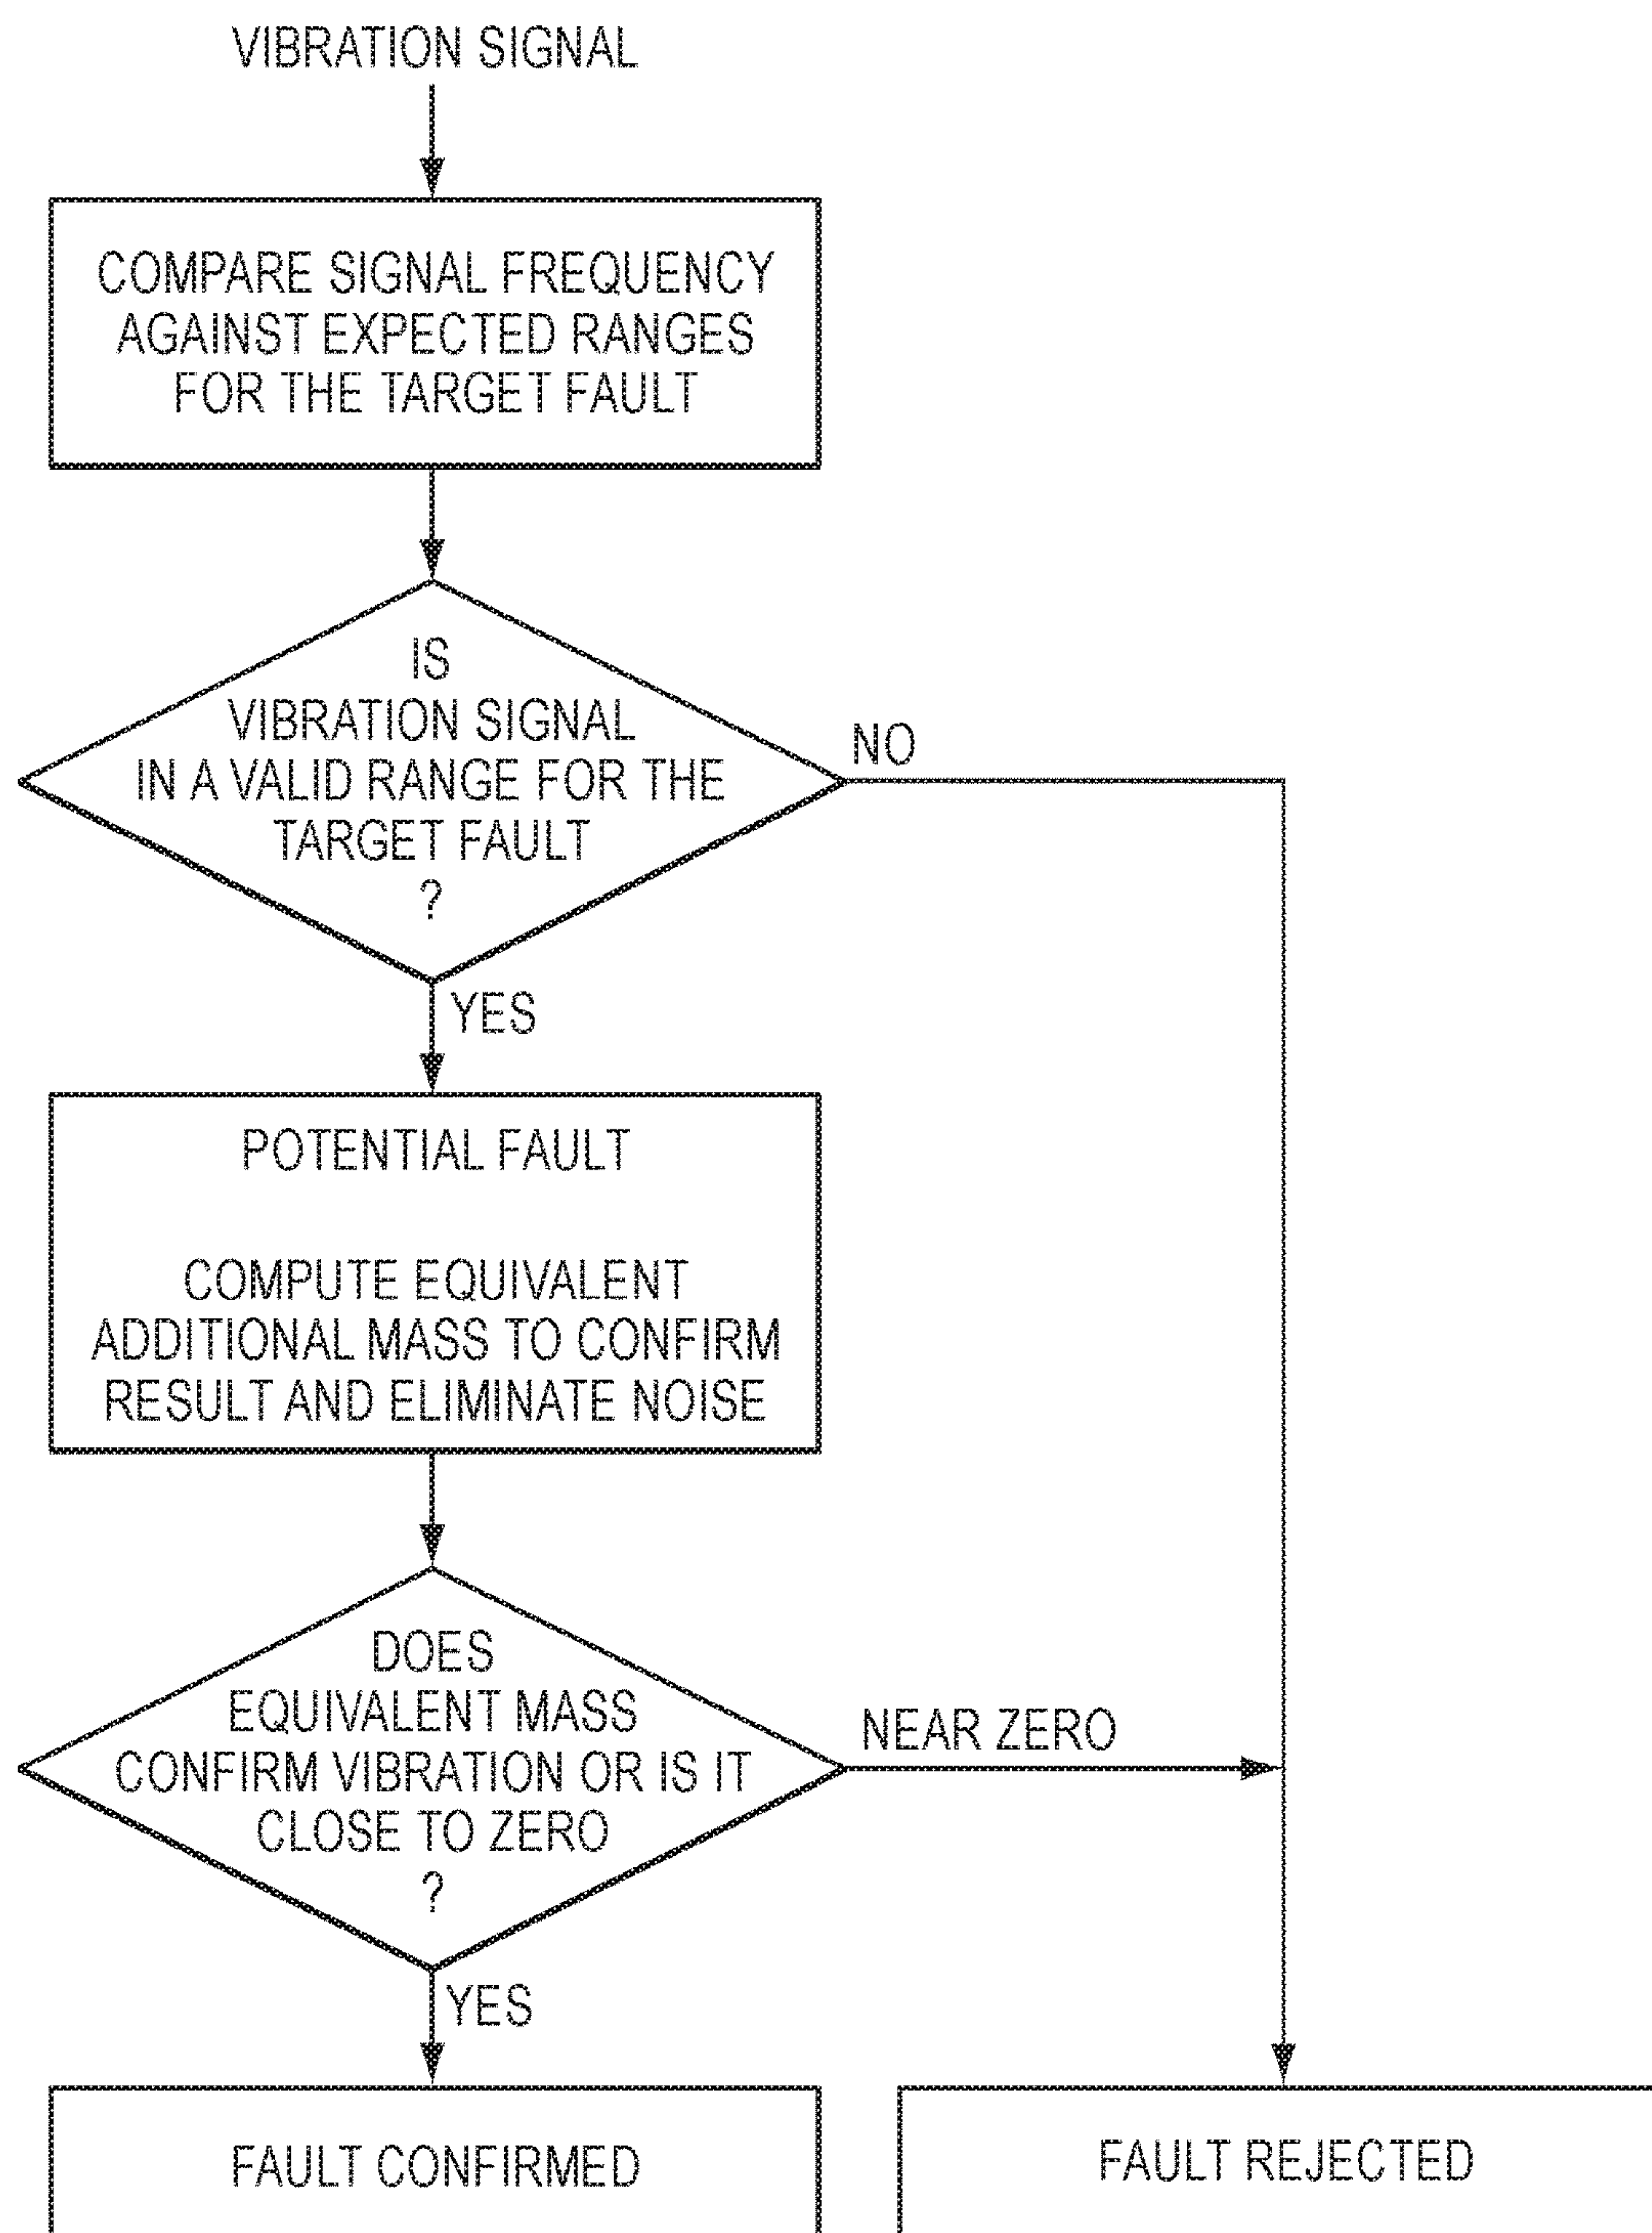 VIBRATION SIGNAL
COMPARE SIGNAL FREQUENCY
AGAINST EXPECTED RANGES
FOR THE TARGET FAULT
IS
VIBRATION SIGNAL
IN A VALID RANGE FOR THE
TARGET FAULT
?
NO
YES
POTENTIAL FAULT
COMPUTE EQUIVALENT
ADDITIONAL MASS TO CONFIRM
RESULT AND ELIMINATE NOISE
DOES
EQUIVALENT MASS
CONFIRM VIBRATION OR IS IT
CLOSE TO ZERO
?
NEAR ZERO
YES
FAULT CONFIRMED
FAULT REJECTED